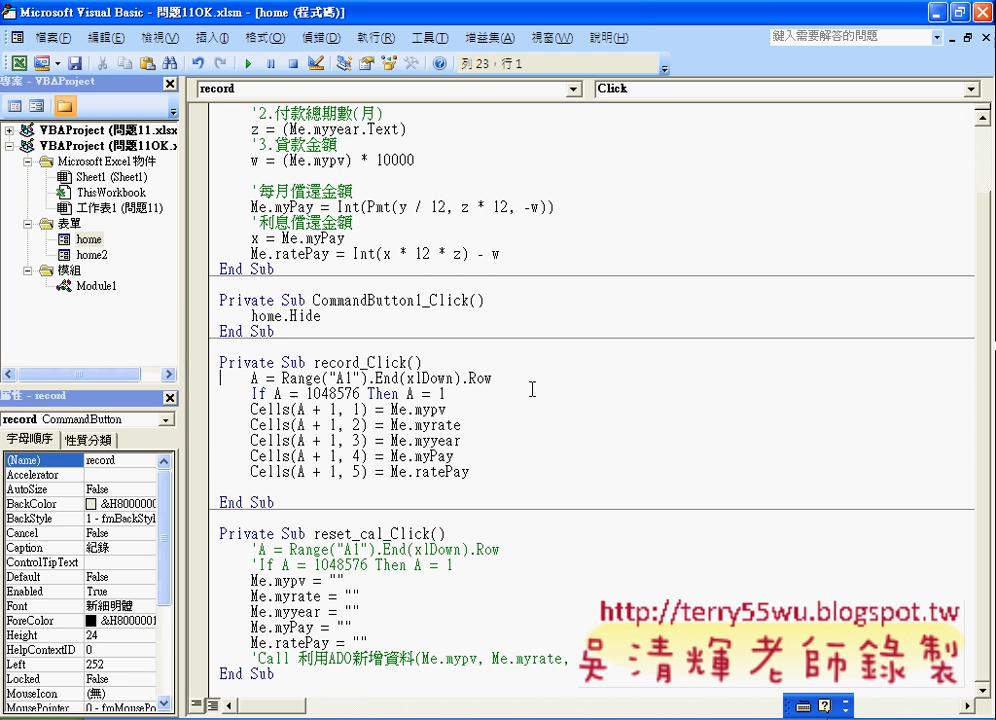 Microsoft Visual Basic - 問題11OK.xlsm - [home (程式碼)]
檔案(F) 編輯(E) 檢視(V) 插入(I) 格式(O) 偵錯(D) 執行(R) 工具(T) 增益集(A) 視窗(W) 說明(H) 鍵入需要解答的問題
列 23, 行 1
專案 - VBAProject
record Click
VBAProject (問題11.xlsx
VBAProject (問題11OK.x
Microsoft Excel 物件
Sheet1 (Sheet1)
ThisWorkbook
工作表1 (問題11)
表單
home
home2
模組
Module1
屬性 - record
record CommandButton
字母順序 性質分類
(Name) record
Accelerator
AutoSize False
BackColor &H8000000
BackStyle 1 - fmBackStyl
Cancel False
Caption 紀錄
ControlTipText
Default False
Enabled True
Font 新細明體
ForeColor &H8000001
Height 24
HelpContextID 0
Left 252
Locked False
MouseIcon (無)
MousePointer 0 - fmMousePo
'2.付款總期數(月)
z = (Me.myyear.Text)
'3.貸款金額
w = (Me.mypv) * 10000
'每月償還金額
Me.myPay = Int(Pmt(y / 12, z * 12, -w))
'利息償還金額
x = Me.myPay
Me.ratePay = Int(x * 12 * z) - w
End Sub
Private Sub CommandButton1_Click()
home.Hide
End Sub
Private Sub record_Click()
A = Range("A1").End(xlDown).Row
If A = 1048576 Then A = 1
Cells(A + 1, 1) = Me.mypv
Cells(A + 1, 2) = Me.myrate
Cells(A + 1, 3) = Me.myyear
Cells(A + 1, 4) = Me.myPay
Cells(A + 1, 5) = Me.ratePay
End Sub
Private Sub reset_cal_Click()
'A = Range("A1").End(xlDown).Row
'If A = 1048576 Then A = 1
Me.mypv = ""
Me.myrate = ""
Me.myyear = ""
Me.myPay = ""
Me.ratePay = ""
'Call 利用ADO新增資料(Me.mypv, Me.myrate,
End Sub
http://terry55wu.blogspot.tw
吳清輝老師錄製